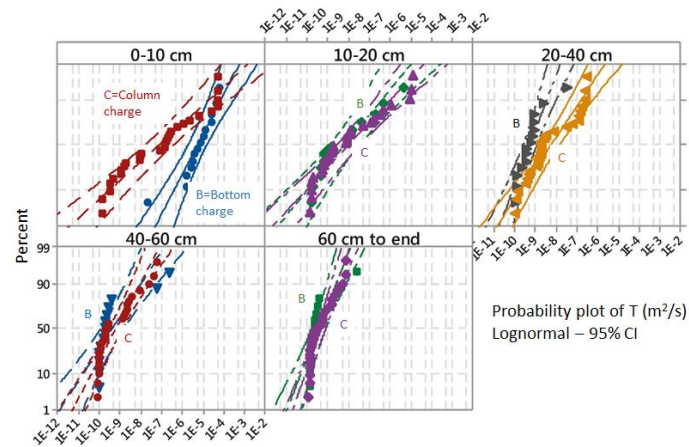 1E-12 1E-11 1E-10 1E-9 1E-8 1E-7 1E-6 1E-5 1E-4 1E-3 1E-2
0-10 cm 10-20 cm 20-40 cm
C=Column
charge
B
C
B
C
B=Bottom
charge
Percent
1E-11 1E-10 1E-9 1E-8 1E-7 1E-6 1E-5 1E-4 1E-3 1E-2
40-60 cm 60 cm to end
99
90
50
10
1
B
C
B
C
Probability plot of T (m²/s)
Lognormal – 95% CI
1E-12 1E-11 1E-10 1E-9 1E-8 1E-7 1E-6 1E-5 1E-4 1E-3 1E-2